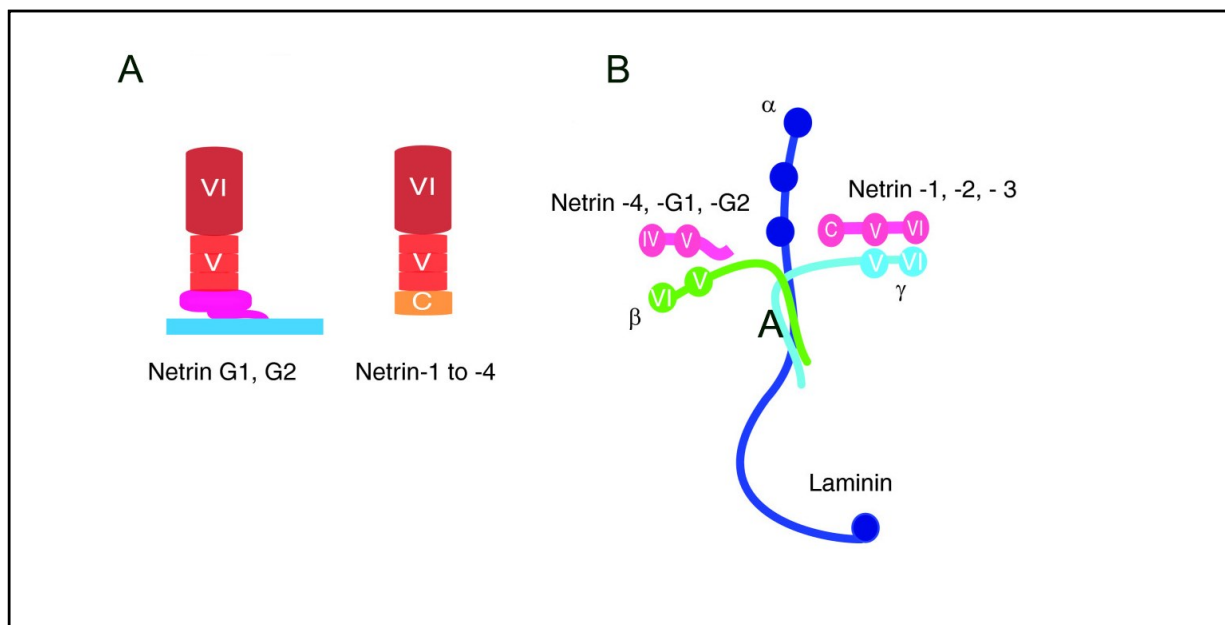 A
VI
V
Netrin G1, G2
VI
V
C
Netrin-1 to -4
B
α
Netrin -4, -G1, -G2
Netrin -1, -2, - 3
IV V
C V VI
V VI
γ
VI V
β
A
Laminin